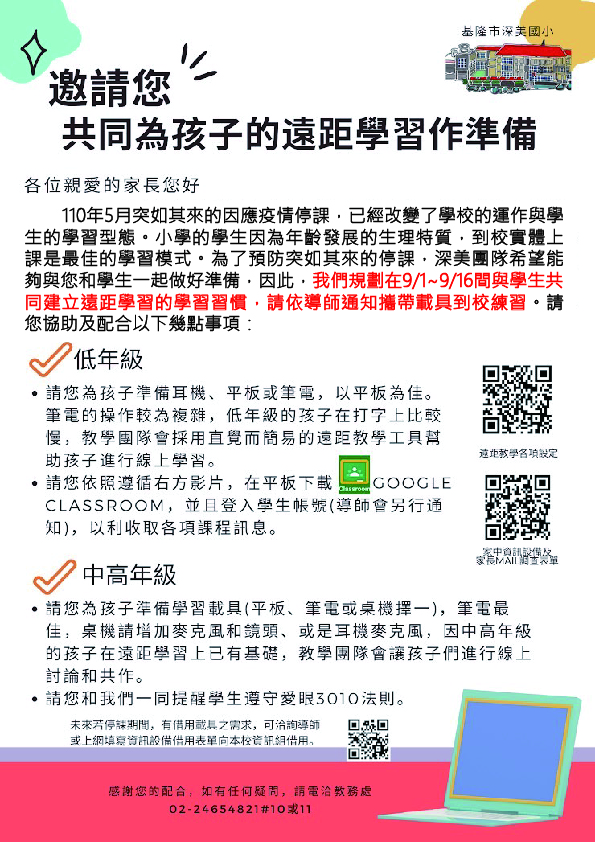 基隆市深美國小
邀請您
共同為孩子的遠距學習作準備
各位親愛的家長您好
110年5月突如其來的因應疫情停課，已經改變了學校的運作與學
生的學習型態。小學的學生因為年齡發展的生理特質，到校實體上
課是最佳的學習模式。為了預防突如其來的停課，深美團隊希望能
夠與您和學生一起做好準備，因此，我們規劃在9/1~9/16間與學生共
同建立遠距學習的學習習慣，請依導師通知攜帶載具到校練習。請
您協助及配合以下幾點事項：
低年級
• 請您為孩子準備耳機、平板或筆電，以平板為佳。
筆電的操作較為複雜，低年級的孩子在打字上比較
慢，教學團隊會採用直覺而簡易的遠距教學工具幫
助孩子進行線上學習。
• 請您依照遵循右方影片，在平板下載 Classroom GOOGLE
CLASSROOM，並且登入學生帳號(導師會另行通
知)，以利收取各項課程訊息。
遠距教學各項設定
家中資訊設備及
家長MAIL調查表單
中高年級
• 請您為孩子準備學習載具(平板、筆電或桌機擇一)，筆電最
佳，桌機請增加麥克風和鏡頭、或是耳機麥克風，因中高年級
的孩子在遠距學習上已有基礎，教學團隊會讓孩子們進行線上
討論和共作。
• 請您和我們一同提醒學生遵守愛眼3010法則。
未來若停課期間，有借用載具之需求，可洽詢導師
或上網填寫資訊設備借用表單向本校資訊組借用。
感謝您的配合，如有任何疑問，請電洽教務處
02-24654821#10或11